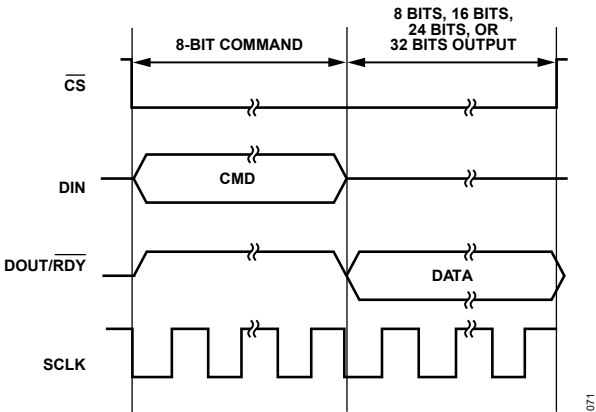 8 BITS, 16 BITS,
24 BITS, OR
32 BITS OUTPUT
8-BIT COMMAND
CS
DIN
CMD
DOUT/RDY
DATA
SCLK
071